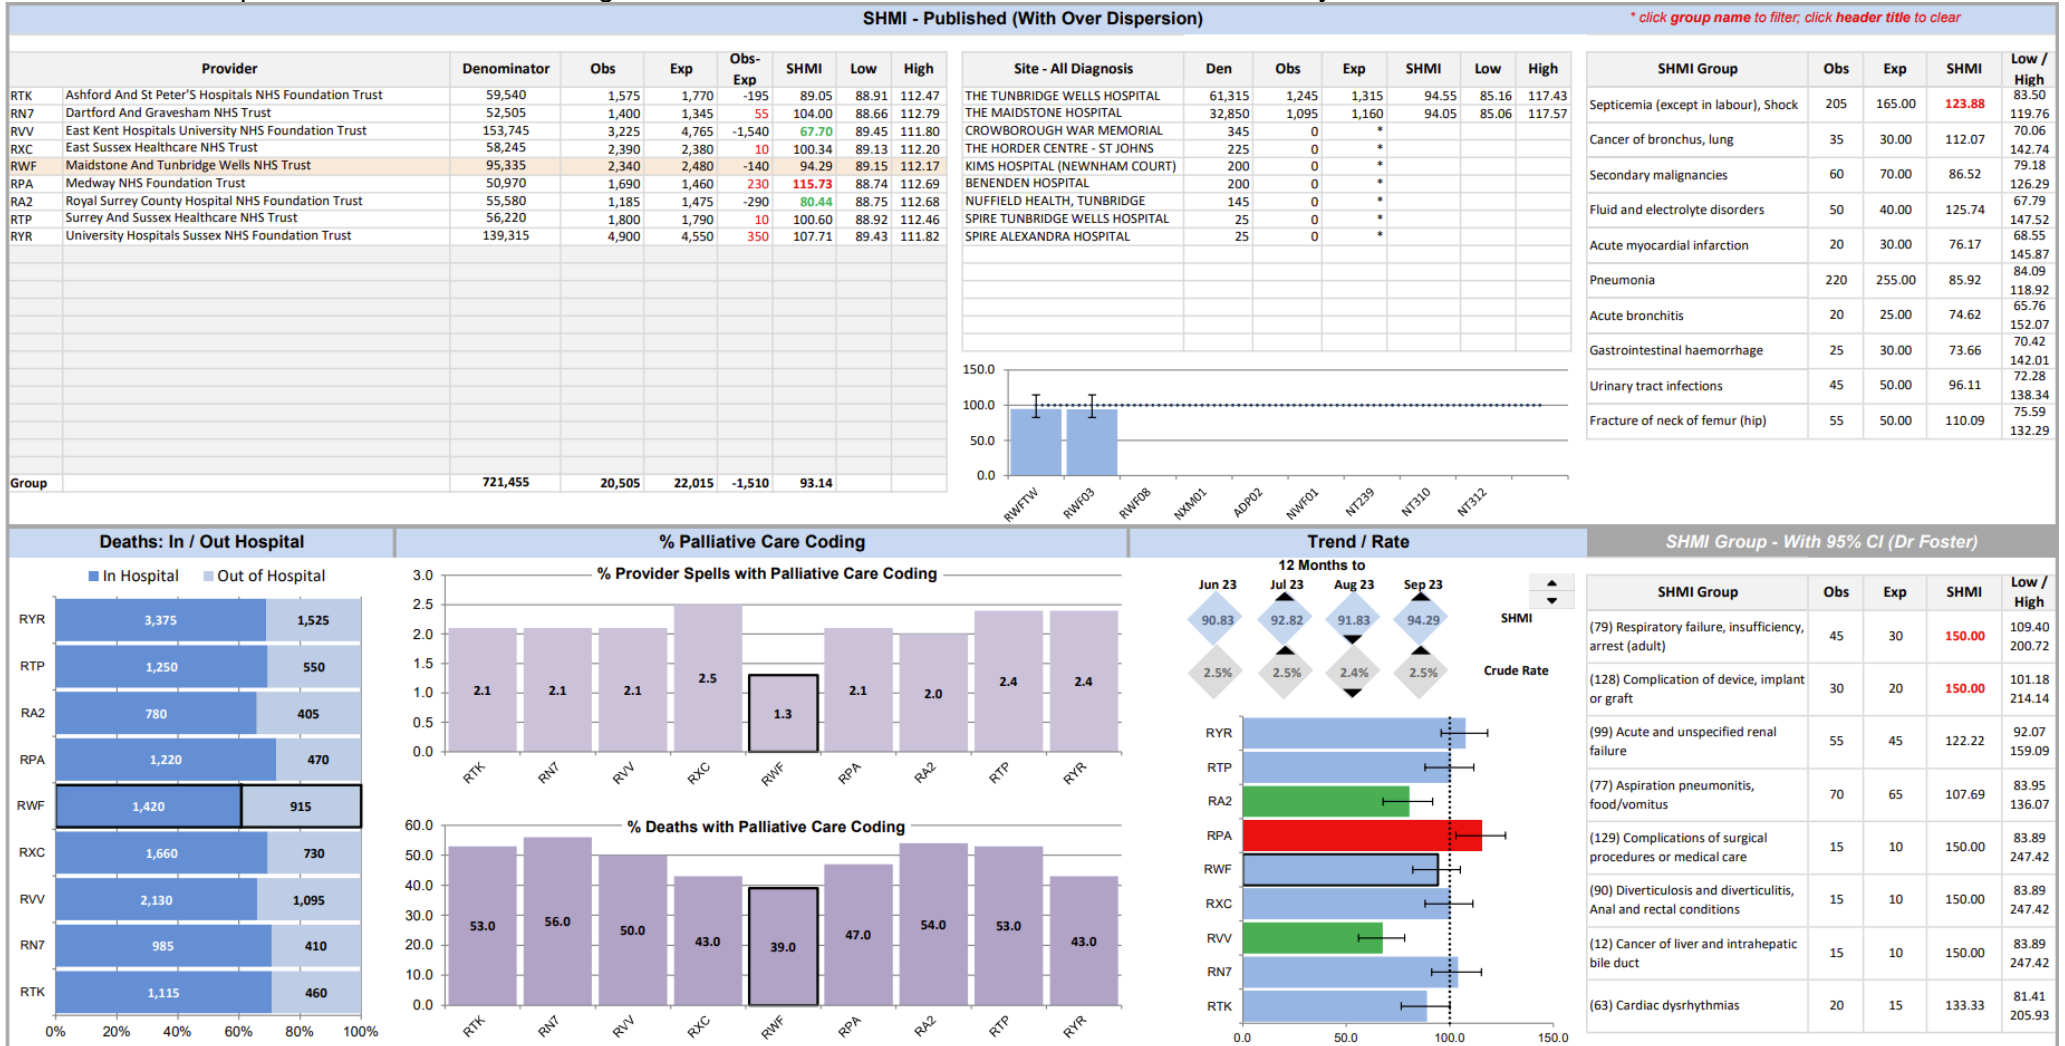 SHMI - Published (With Over Dispersion)
* click group name to filter; click header title to clear
Provider Denominator Obs Exp Obs-Exp SHMI Low High
RTK Ashford And St Peter'S Hospitals NHS Foundation Trust 59,540 1,575 1,770 -195 89.05 88.91 112.47
RN7 Dartford And Gravesham NHS Trust 52,505 1,400 1,345 55 104.00 88.66 112.79
RVV East Kent Hospitals University NHS Foundation Trust 153,745 3,225 4,765 -1,540 67.70 89.45 111.80
RXC East Sussex Healthcare NHS Trust 58,245 2,390 2,380 10 100.34 89.13 112.20
RWF Maidstone And Tunbridge Wells NHS Trust 95,335 2,340 2,480 -140 94.29 89.15 112.17
RPA Medway NHS Foundation Trust 50,970 1,690 1,460 230 115.73 88.74 112.69
RA2 Royal Surrey County Hospital NHS Foundation Trust 55,580 1,185 1,475 -290 80.44 88.75 112.68
RTP Surrey And Sussex Healthcare NHS Trust 56,220 1,800 1,790 10 100.60 88.92 112.46
RYR University Hospitals Sussex NHS Foundation Trust 139,315 4,900 4,550 350 107.71 89.43 111.82
Group 721,455 20,505 22,015 -1,510 93.14
Site - All Diagnosis Den Obs Exp SHMI Low High
THE TUNBRIDGE WELLS HOSPITAL 61,315 1,245 1,315 94.55 85.16 117.43
THE MAIDSTONE HOSPITAL 32,850 1,095 1,160 94.05 85.06 117.57
CROWBOROUGH WAR MEMORIAL 345 0 *
THE HORDER CENTRE - ST JOHNS 225 0 *
KIMS HOSPITAL (NEWNHAM COURT) 200 0 *
BENENDEN HOSPITAL 200 0 *
NUFFIELD HEALTH, TUNBRIDGE 145 0 *
SPIRE TUNBRIDGE WELLS HOSPITAL 25 0 *
SPIRE ALEXANDRA HOSPITAL 25 0 *
150.0
100.0
50.0
0.0
RWFTW RWF03 RWF08 NXM01 ADP02 NWF01 NT239 NT310 NT312
SHMI Group Obs Exp SHMI Low / High
Septicemia (except in labour), Shock 205 165.00 123.88 83.50 119.76
Cancer of bronchus, lung 35 30.00 112.07 70.06 142.74
Secondary malignancies 60 70.00 86.52 79.18 126.29
Fluid and electrolyte disorders 50 40.00 125.74 67.79 147.52
Acute myocardial infarction 20 30.00 76.17 68.55 145.87
Pneumonia 220 255.00 85.92 84.09 118.92
Acute bronchitis 20 25.00 74.62 65.76 152.07
Gastrointestinal haemorrhage 25 30.00 73.66 70.42 142.01
Urinary tract infections 45 50.00 96.11 72.28 138.34
Fracture of neck of femur (hip) 55 50.00 110.09 75.59 132.29
Deaths: In / Out Hospital
In Hospital Out of Hospital
RYR 3,375 1,525
RTP 1,250 550
RA2 780 405
RPA 1,220 470
RWF 1,420 915
RXC 1,660 730
RVV 2,130 1,095
RN7 985 410
RTK 1,115 460
0% 20% 40% 60% 80% 100%
% Palliative Care Coding
% Provider Spells with Palliative Care Coding
3.0
2.5
2.0
1.5
1.0
0.5
0.0
2.1 2.1 2.1 2.5 1.3 2.1 2.0 2.4 2.4
RTK RN7 RVV RXC RWF RPA RA2 RTP RYR
% Deaths with Palliative Care Coding
60.0
50.0
40.0
30.0
20.0
10.0
0.0
53.0 56.0 50.0 43.0 39.0 47.0 54.0 53.0 43.0
RTK RN7 RVV RXC RWF RPA RA2 RTP RYR
Trend / Rate
12 Months to
Jun 23 Jul 23 Aug 23 Sep 23
90.83 92.82 91.83 94.29 SHMI
2.5% 2.5% 2.4% 2.5% Crude Rate
RYR
RTP
RA2
RPA
RWF
RXC
RVV
RN7
RTK
0.0 50.0 100.0 150.0
SHMI Group - With 95% CI (Dr Foster)
SHMI Group Obs Exp SHMI Low / High
(79) Respiratory failure, insufficiency, arrest (adult) 45 30 150.00 109.40 200.72
(128) Complication of device, implant or graft 30 20 150.00 101.18 214.14
(99) Acute and unspecified renal failure 55 45 122.22 92.07 159.09
(77) Aspiration pneumonitis, food/vomitus 70 65 107.69 83.95 136.07
(129) Complications of surgical procedures or medical care 15 10 150.00 83.89 247.42
(90) Diverticulosis and diverticulitis, Anal and rectal conditions 15 10 150.00 83.89 247.42
(12) Cancer of liver and intrahepatic bile duct 15 10 150.00 83.89 247.42
(63) Cardiac dysrhythmias 20 15 133.33 81.41 205.93